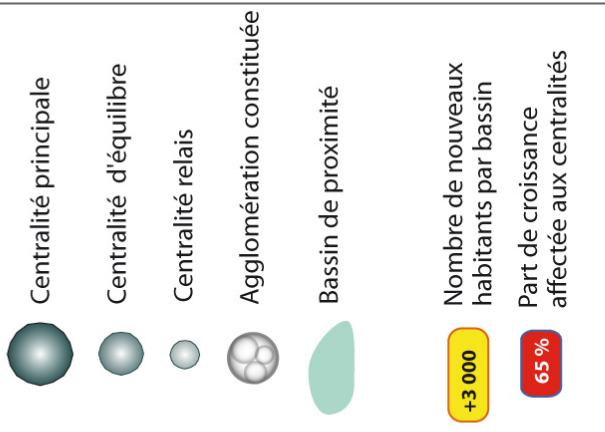 Centralité principale
Centralité d'équilibre
Centralité relais
Agglomération constituée
Bassin de proximité
+3 000
Nombre de nouveaux
habitants par bassin
65 %
Part de croissance
affectée aux centralités